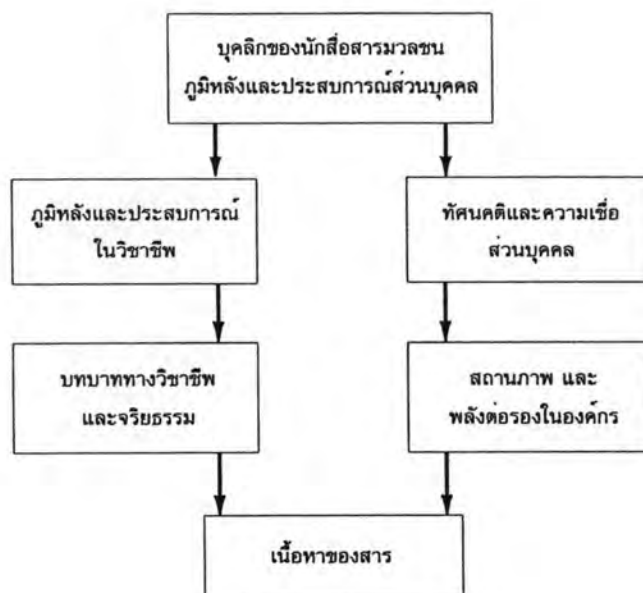 บุคลิกของนักสื่อสารมวลชน
ภูมิหลังและประสบการณ์ส่วนบุคคล
ภูมิหลังและประสบการณ์
ในวิชาชีพ
ทัศนคติและความเชื่อ
ส่วนบุคคล
บทบาททางวิชาชีพ
และจริยธรรม
สถานภาพ และ
พลังต่อรองในองค์กร
เนื้อหาของสาร